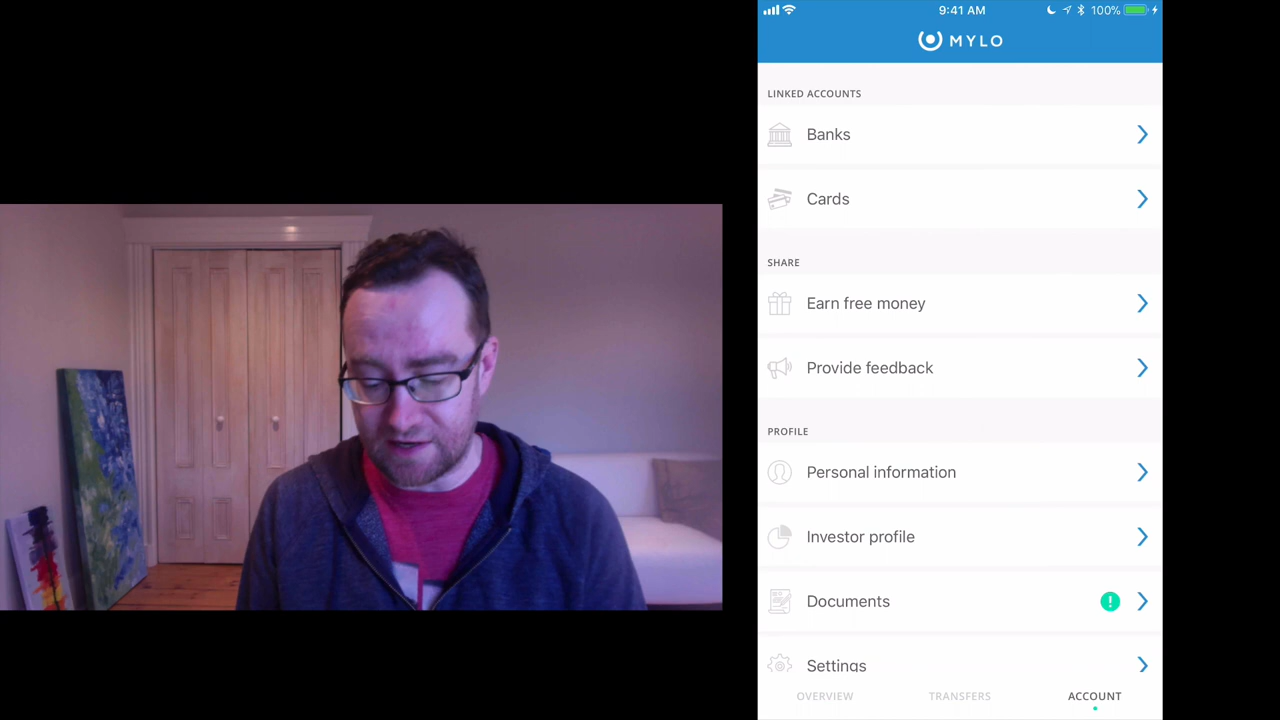 9:41 AM
100%
MYLO
LINKED ACCOUNTS
Banks
Cards
SHARE
Earn free money
Provide feedback
PROFILE
Personal information
Investor profile
Documents
!
Settings
OVERVIEW
TRANSFERS
ACCOUNT